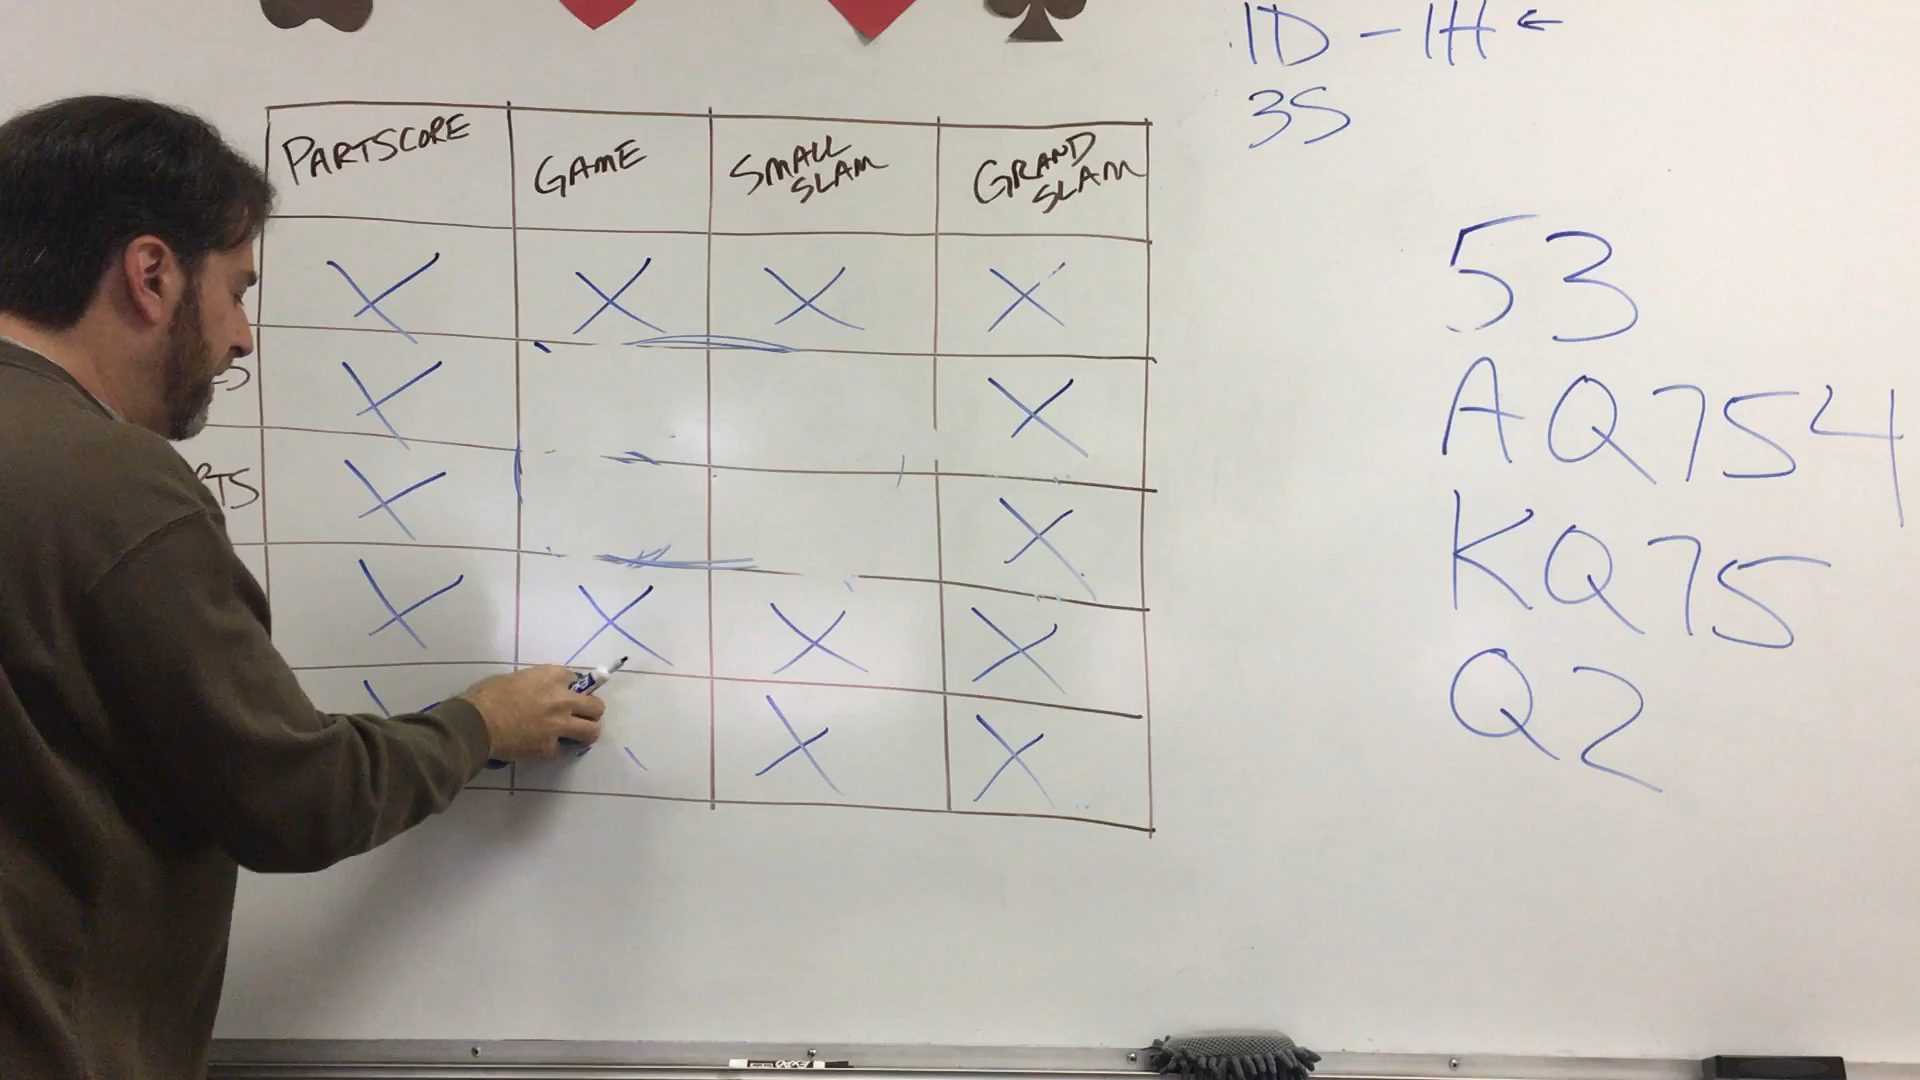 1D - 1H ←
3S
PARTSCORE GAME SMALL SLAM GRAND SLAM
X X X X
X X
X X
X X X X
X X
53
AQ754
KQ75
Q2